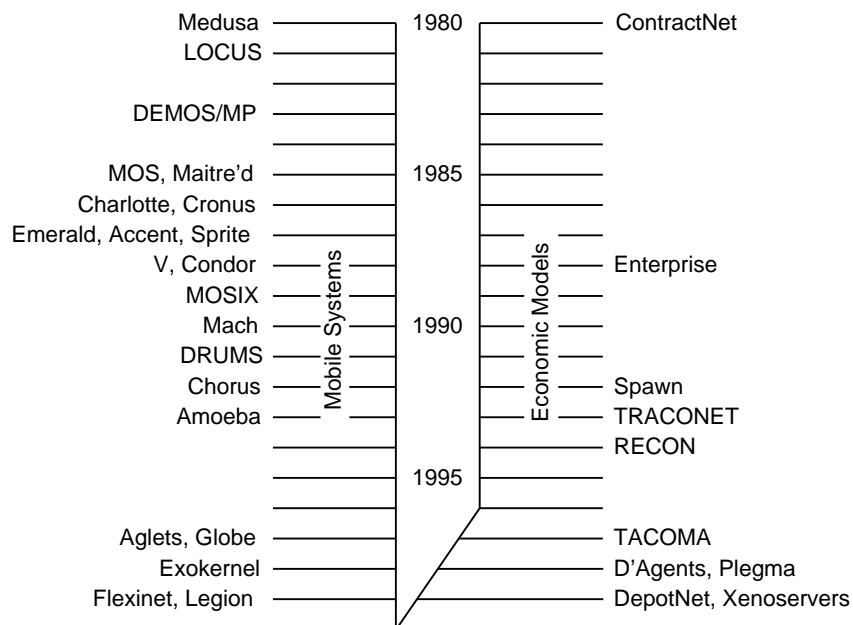 Medusa 1980 ContractNet
LOCUS
DEMOS/MP
MOS, Maitre'd 1985
Charlotte, Cronus
Emerald, Accent, Sprite
V, Condor Enterprise
MOSIX
Mach 1990
DRUMS
Chorus Spawn
Amoeba TRACONET
RECON
1995
Aglets, Globe TACOMA
Exokernel D'Agents, Plegma
Flexinet, Legion DepotNet, Xenoservers
Mobile Systems
Economic Models